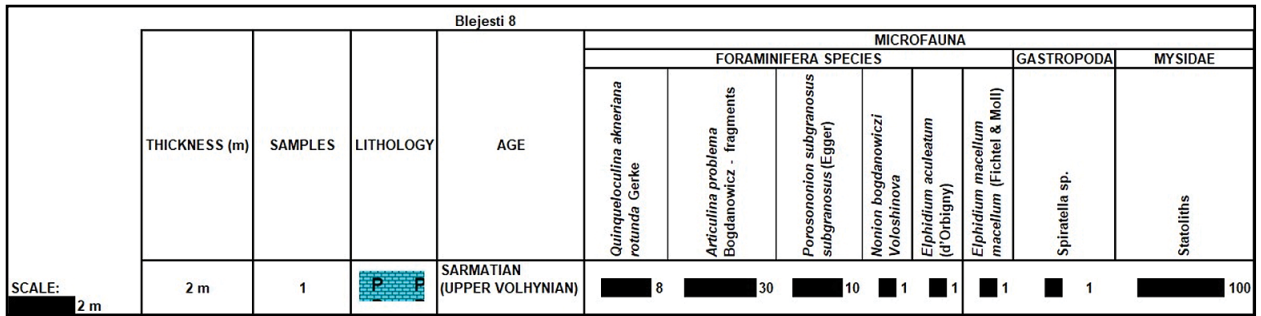 Blejesti 8
MICROFAUNA
FORAMINIFERA SPECIES
GASTROPODA
MYSIDAE
THICKNESS (m)
SAMPLES
LITHOLOGY
AGE
Quinqueloculina akneriana
rotunda Gerke
Articulina problema
Bogdanowicz - fragments
Porosononion subgranosus
subgranosus (Egger)
Nonion bogdanowiczi
Voloshinova
Elphidium aculeatum
(d'Orbigny)
Elphidium macellum
macellum (Fichtel & Moll)
Spiratella sp.
Statoliths
SCALE:
2 m
2 m
1
P P
SARMATIAN
(UPPER VOLHYNIAN)
8
30
10
1
1
1
1
100